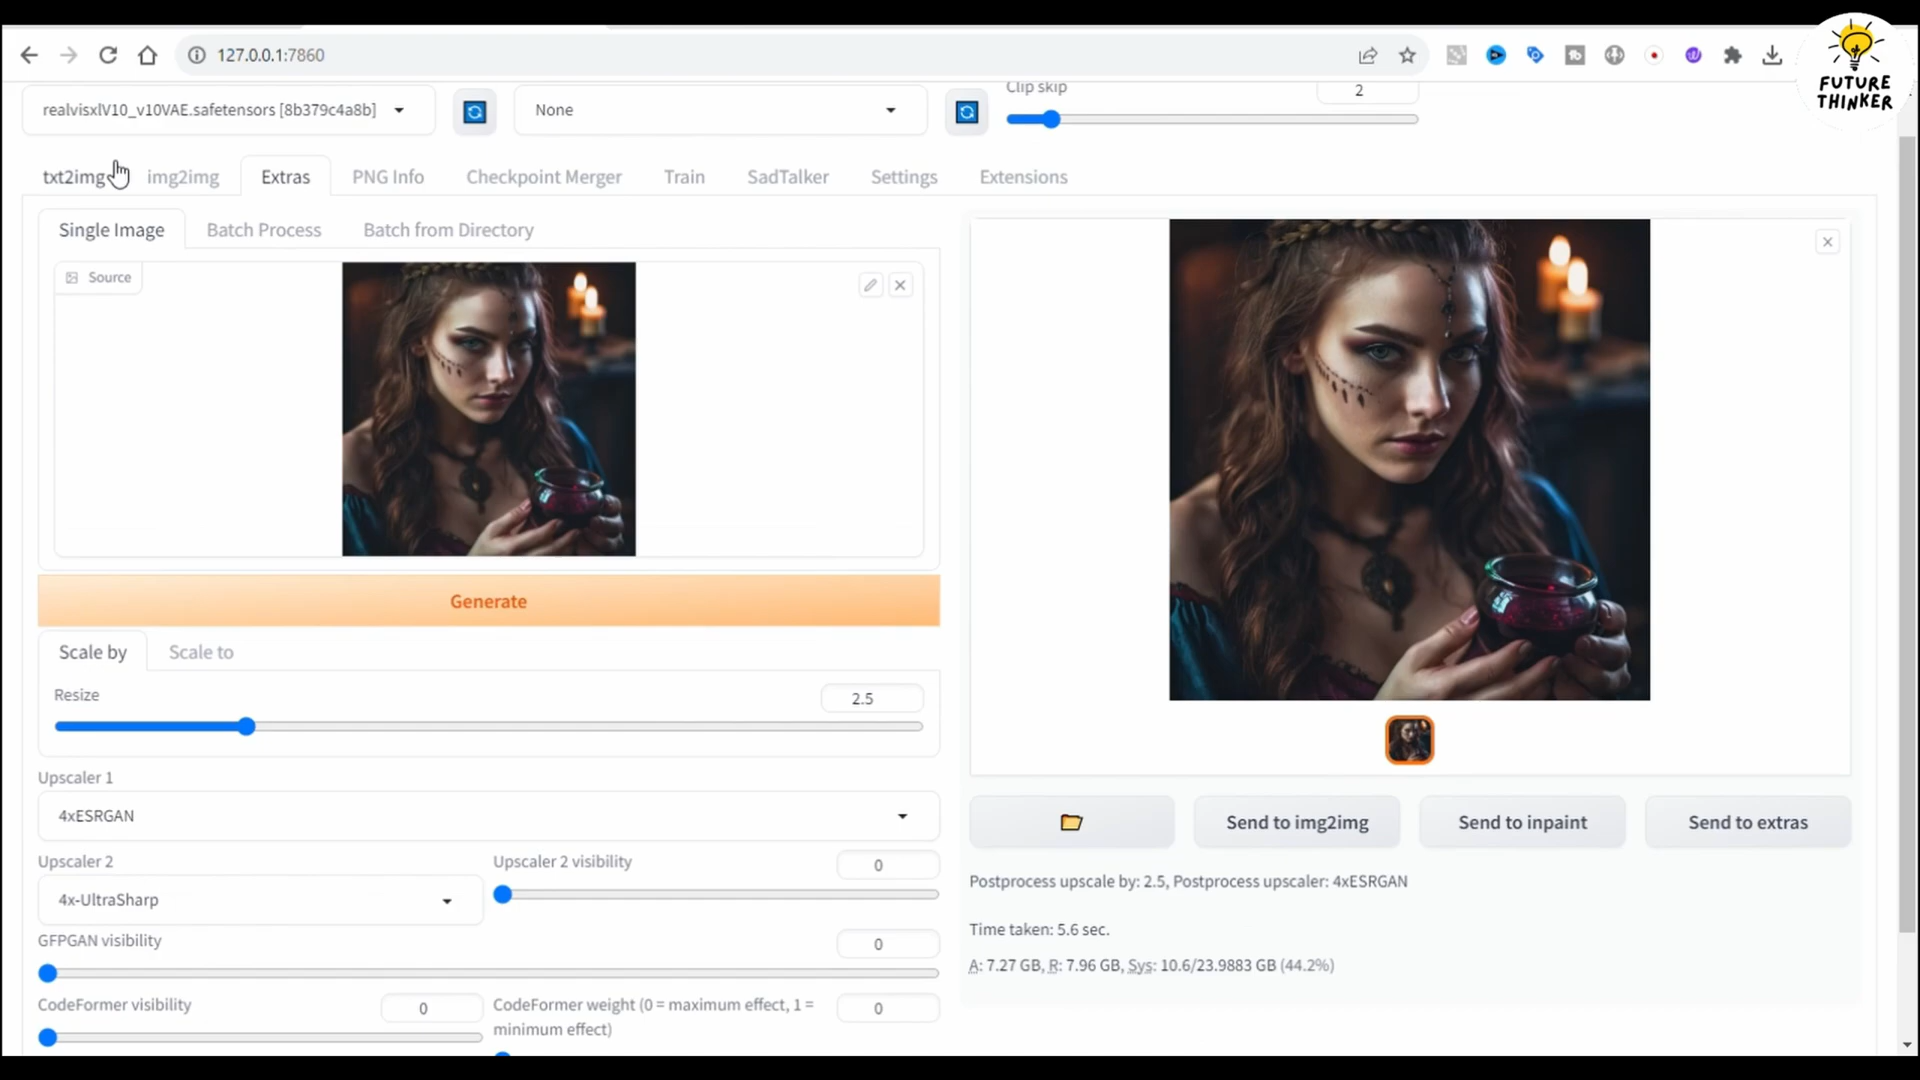 127.0.0.1:7860
FUTURE
THINKER
Clip skip
realvisxlV10_v10VAE.safetensors [8b379c4a8b]
None
2
txt2img
img2img
Extras
PNG Info
Checkpoint Merger
Train
SadTalker
Settings
Extensions
Single Image
Batch Process
Batch from Directory
Source
Generate
Scale by
Scale to
Resize
2.5
Upscaler 1
4xESRGAN
Upscaler 2
Upscaler 2 visibility
0
4x-UltraSharp
GFPGAN visibility
0
CodeFormer visibility
0
CodeFormer weight (0 = maximum effect, 1 =
minimum effect)
0
Send to img2img
Send to inpaint
Send to extras
Postprocess upscale by: 2.5, Postprocess upscaler: 4xESRGAN
Time taken: 5.6 sec.
A: 7.27 GB, R: 7.96 GB, Sys: 10.6/23.9883 GB (44.2%)